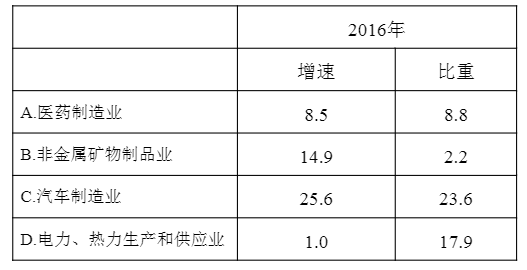 2016年
增速 比重
A.医药制造业 8.5 8.8
B.非金属矿物制品业 14.9 2.2
C.汽车制造业 25.6 23.6
D.电力、热力生产和供应业 1.0 17.9